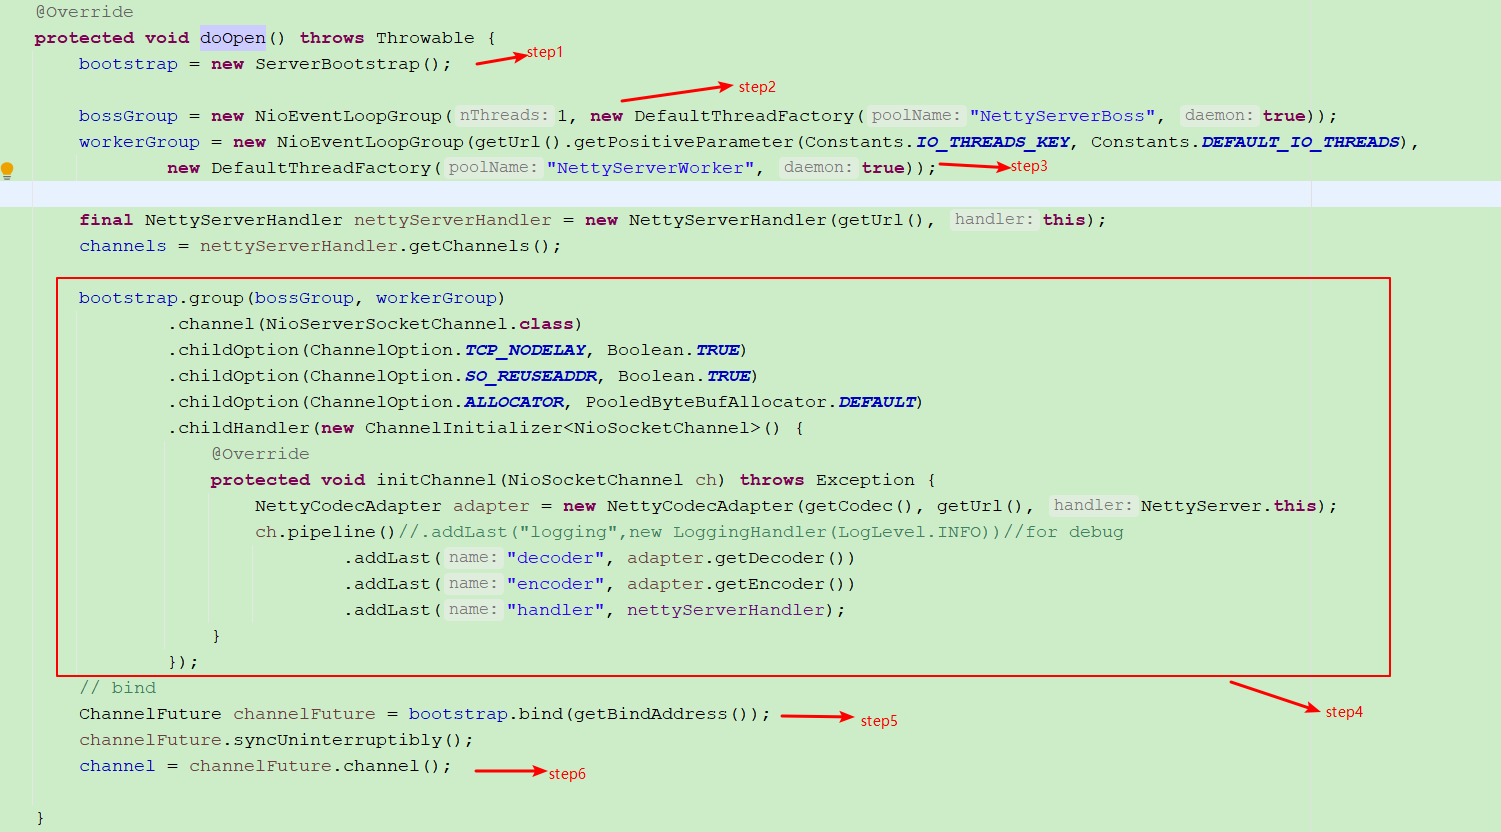 @Override
protected void doOpen() throws Throwable {
bootstrap = new ServerBootstrap(); step1
step2
bossGroup = new NioEventLoopGroup( nThreads: 1, new DefaultThreadFactory( poolName: "NettyServerBoss", daemon: true));
workerGroup = new NioEventLoopGroup(getUrl().getPositiveParameter(Constants.IO_THREADS_KEY, Constants.DEFAULT_IO_THREADS),
new DefaultThreadFactory( poolName: "NettyServerWorker", daemon: true)); step3
final NettyServerHandler nettyServerHandler = new NettyServerHandler(getUrl(), handler: this);
channels = nettyServerHandler.getChannels();
bootstrap.group(bossGroup, workerGroup)
.channel(NioServerSocketChannel.class)
.childOption(ChannelOption.TCP_NODELAY, Boolean.TRUE)
.childOption(ChannelOption.SO_REUSEADDR, Boolean.TRUE)
.childOption(ChannelOption.ALLOCATOR, PooledByteBufAllocator.DEFAULT)
.childHandler(new ChannelInitializer<NioSocketChannel>() {
@Override
protected void initChannel(NioSocketChannel ch) throws Exception {
NettyCodecAdapter adapter = new NettyCodecAdapter(getCodec(), getUrl(), handler: NettyServer.this);
ch.pipeline()//.addLast("logging",new LoggingHandler(LogLevel.INFO))//for debug
.addLast( name: "decoder", adapter.getDecoder())
.addLast( name: "encoder", adapter.getEncoder())
.addLast( name: "handler", nettyServerHandler);
}
});
// bind
step4
ChannelFuture channelFuture = bootstrap.bind(getBindAddress()); step5
channelFuture.syncUninterruptibly();
channel = channelFuture.channel(); step6
}